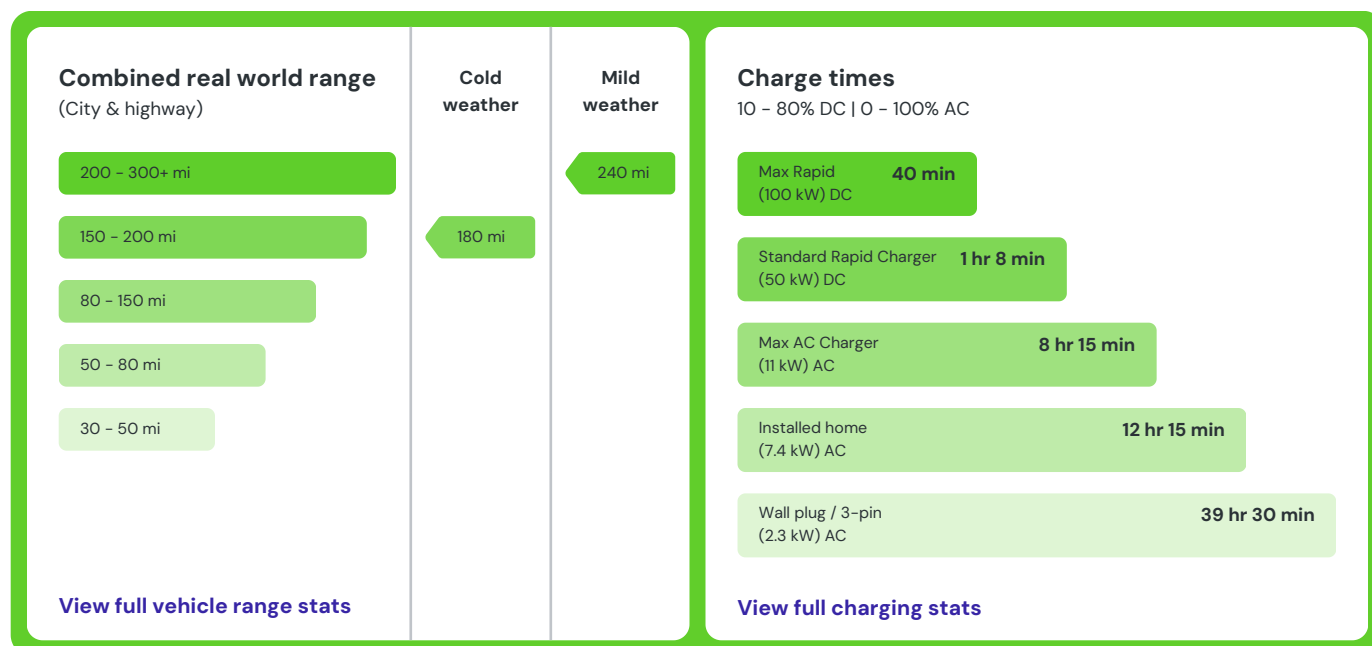 Combined real world range
(City & highway)
Cold
weather
Mild
weather
200 - 300+ mi
240 mi
150 - 200 mi
180 mi
80 - 150 mi
50 - 80 mi
30 - 50 mi
View full vehicle range stats
Charge times
10 - 80% DC | 0 - 100% AC
Max Rapid
(100 kW) DC
40 min
Standard Rapid Charger
(50 kW) DC
1 hr 8 min
Max AC Charger
(11 kW) AC
8 hr 15 min
Installed home
(7.4 kW) AC
12 hr 15 min
Wall plug / 3-pin
(2.3 kW) AC
39 hr 30 min
View full charging stats